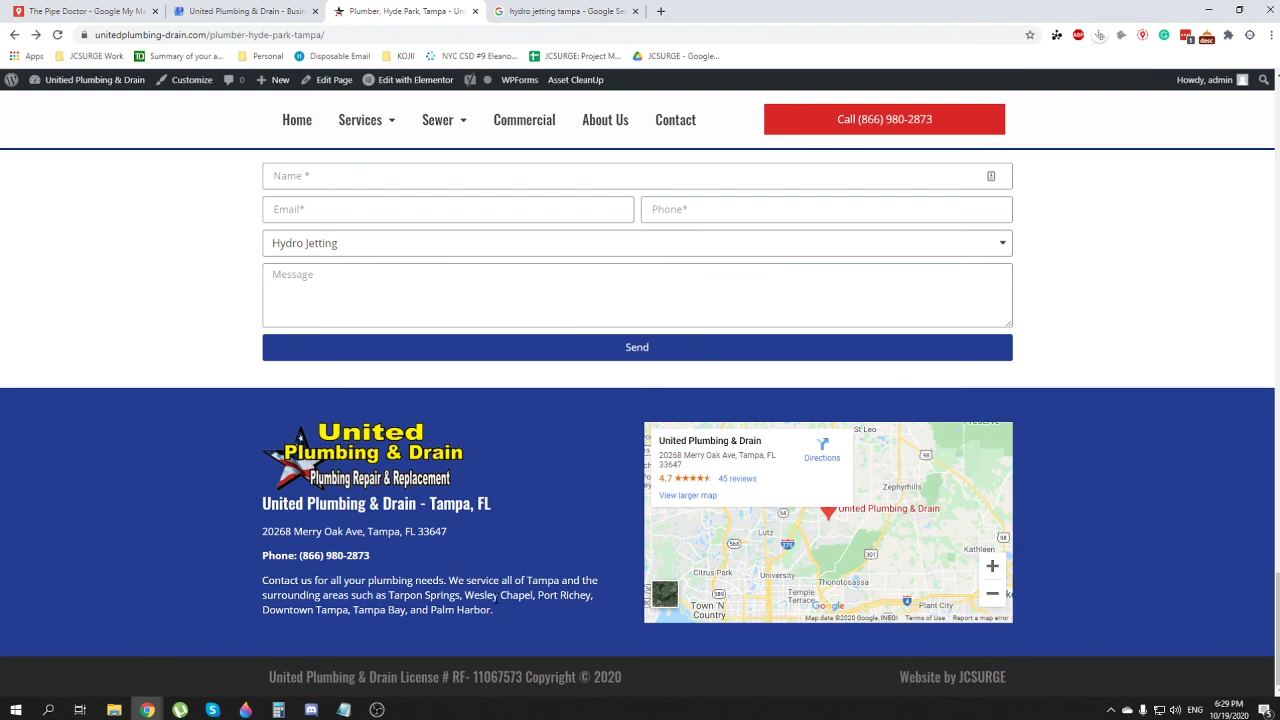 The Pipe Doctor - Google My M
United Plumbing & Drain - Busin
Plumber, Hyde Park, Tampa - Un
hydro jetting tampa - Google Se
unitedplumbing-drain.com/plumber-hyde-park-tampa/
Apps
JCSURGE Work
Summary of your a...
Personal
Disposable Email
KOJII
NYC CSD #9 Eleano...
JCSURGE: Project M...
JCSURGE - Google...
United Plumbing & Drain
Customize
0
New
Edit Page
Edit with Elementor
WPForms
Asset CleanUp
Howdy, admin
Home
Services
Sewer
Commercial
About Us
Contact
Call (866) 980-2873
Name *
Email*
Phone*
Hydro Jetting
Message
Send
United
Plumbing & Drain
Plumbing Repair & Replacement
United Plumbing & Drain - Tampa, FL
20268 Merry Oak Ave, Tampa, FL 33647
Phone: (866) 980-2873
Contact us for all your plumbing needs. We service all of Tampa and the
surrounding areas such as Tarpon Springs, Wesley Chapel, Port Richey,
Downtown Tampa, Tampa Bay, and Palm Harbor.
United Plumbing & Drain
20268 Merry Oak Ave, Tampa, FL
33647
4.7
45 reviews
View larger map
Directions
St Leo
98
Zephyrhills
United Plumbing & Drain
54
Lutz
568
275
301
98
Kathleen
Citrus Park
University
Thonotosassa
Temple
Terrace
Town 'N'
Country
4
Plant City
Google
Map data ©2020 Google, INEGI
Terms of Use
Report a map error
United Plumbing & Drain License # RF- 11067573 Copyright © 2020
Website by JCSURGE
ENG
6:29 PM
10/19/2020